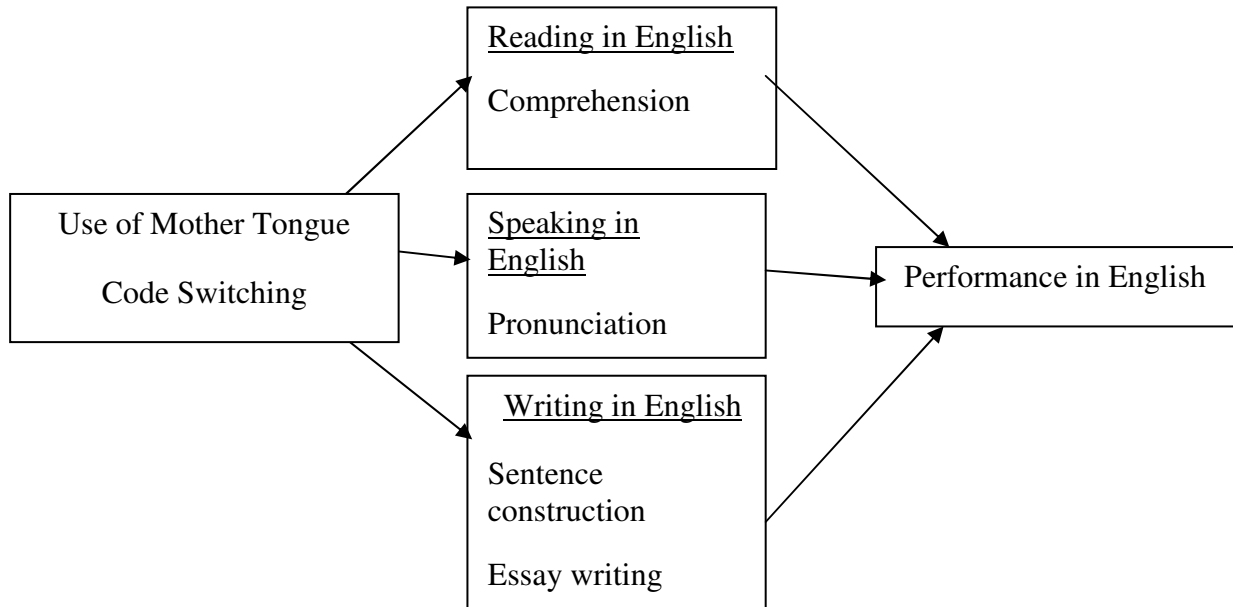 Reading in English
Comprehension
Use of Mother Tongue
Code Switching
Speaking in
English
Pronunciation
Performance in English
Writing in English
Sentence
construction
Essay writing